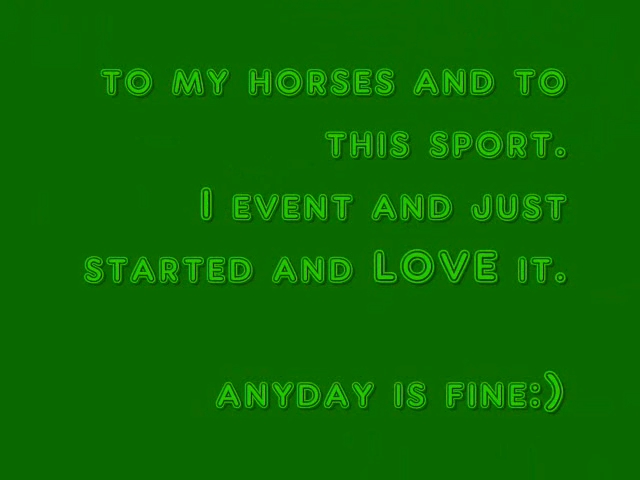 to my horses and to
this sport.
I event and just
started and LOVE it.
anyday is fine:)